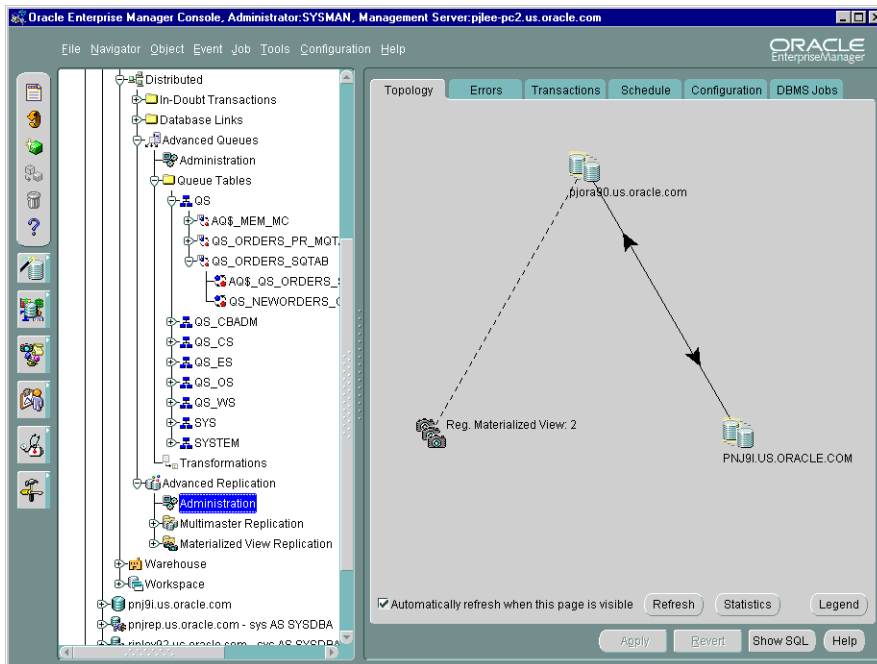 Oracle Enterprise Manager Console, Administrator:SYSMAN, Management Server:pjlee-pc2.us.oracle.com
File Navigator Object Event Job Tools Configuration Help
ORACLE
EnterpriseManager
Distributed
In-Doubt Transactions
Database Links
Advanced Queues
Administration
Queue Tables
QS
AQ$_MEM_MC
QS_ORDERS_PR_MQT
QS_ORDERS_SQTAB
AQ$_QS_ORDERS_
QS_NEWORDERS_
QS_CBADM
QS_CS
QS_ES
QS_OS
QS_WS
SYS
SYSTEM
Transformations
Advanced Replication
Administration
Multimaster Replication
Materialized View Replication
Warehouse
Workspace
pnj9i.us.oracle.com
pnjrep.us.oracle.com - sys AS SYSDBA
Topology Errors Transactions Schedule Configuration DBMS Jobs
pjora90.us.oracle.com
Reg. Materialized View: 2
PNJ9I.US.ORACLE.COM
Automatically refresh when this page is visible Refresh Statistics Legend
Apply Revert Show SQL Help